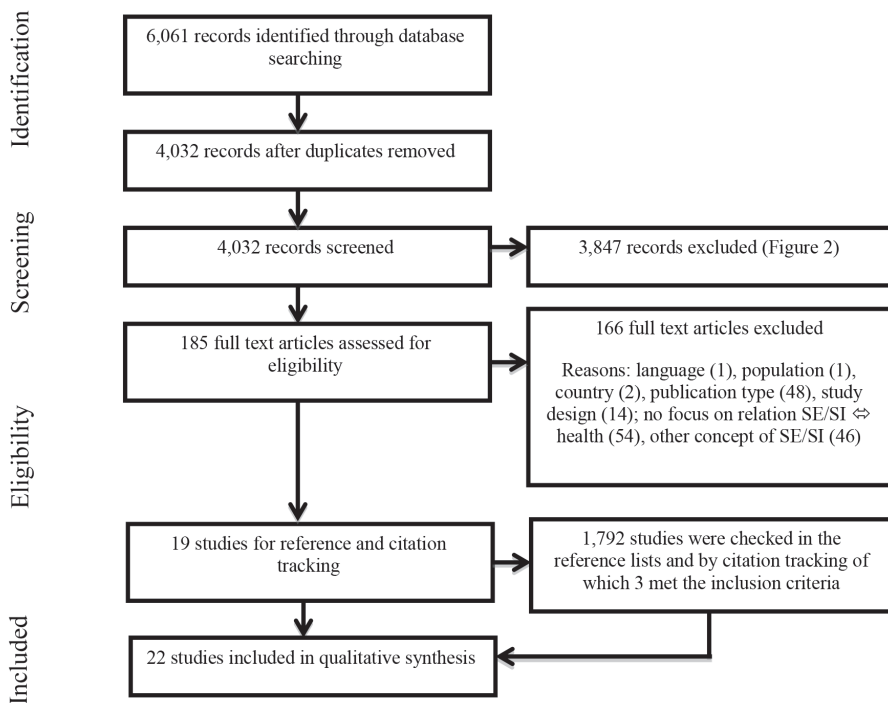 Identification
6,061 records identified through database
searching
4,032 records after duplicates removed
Screening
4,032 records screened
3,847 records excluded (Figure 2)
Eligibility
185 full text articles assessed for
eligibility
166 full text articles excluded
Reasons: language (1), population (1),
country (2), publication type (48), study
design (14); no focus on relation SE/SI ⇔
health (54), other concept of SE/SI (46)
19 studies for reference and citation
tracking
1,792 studies were checked in the
reference lists and by citation tracking of
which 3 met the inclusion criteria
Included
22 studies included in qualitative synthesis